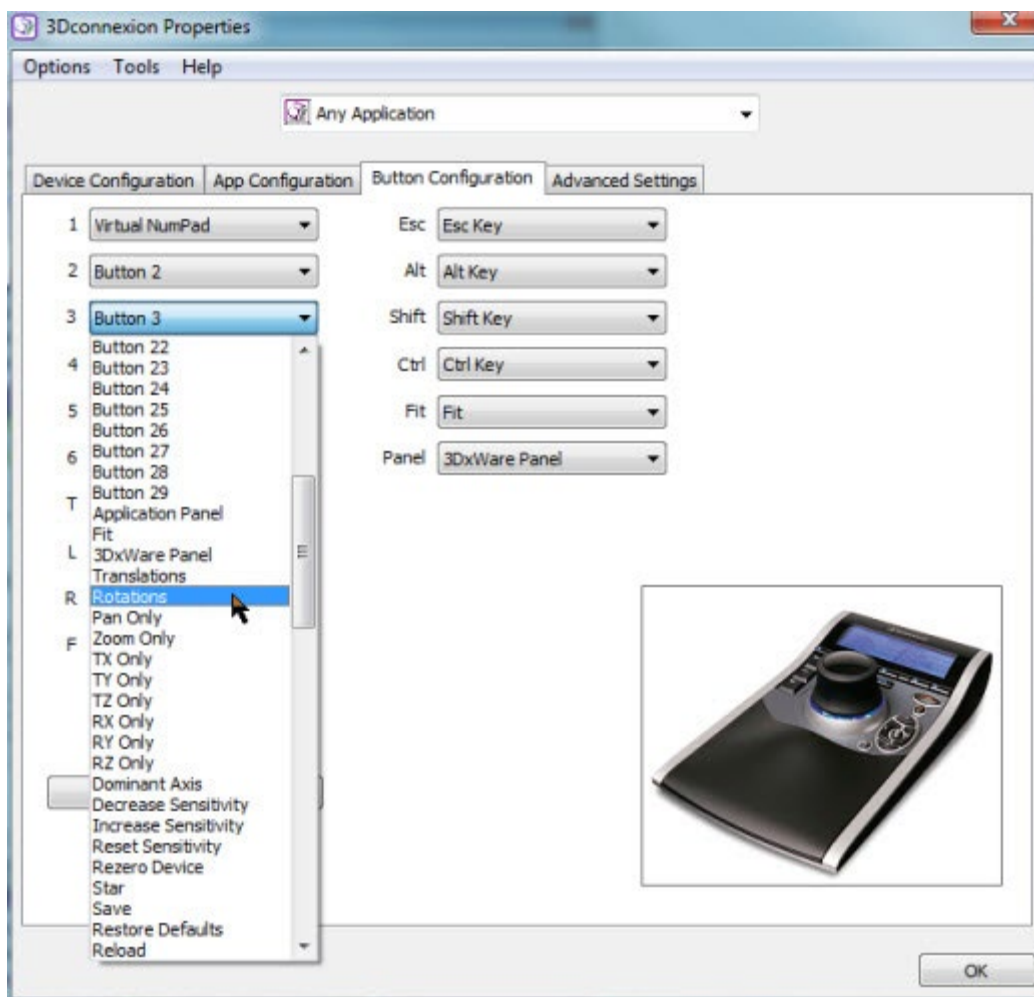 3Dconnexion Properties
Options Tools Help
Any Application
Device Configuration App Configuration Button Configuration Advanced Settings
1 Virtual NumPad Esc Esc Key
2 Button 2 Alt Alt Key
3 Button 3 Shift Shift Key
4 Ctrl Ctrl Key
5 Fit Fit
6 Panel 3DxWare Panel
T
L
R
F
Button 22
Button 23
Button 24
Button 25
Button 26
Button 27
Button 28
Button 29
Application Panel
Fit
3DxWare Panel
Translations
Rotations
Pan Only
Zoom Only
TX Only
TY Only
TZ Only
RX Only
RY Only
RZ Only
Dominant Axis
Decrease Sensitivity
Increase Sensitivity
Reset Sensitivity
Rezero Device
Star
Save
Restore Defaults
Reload
OK